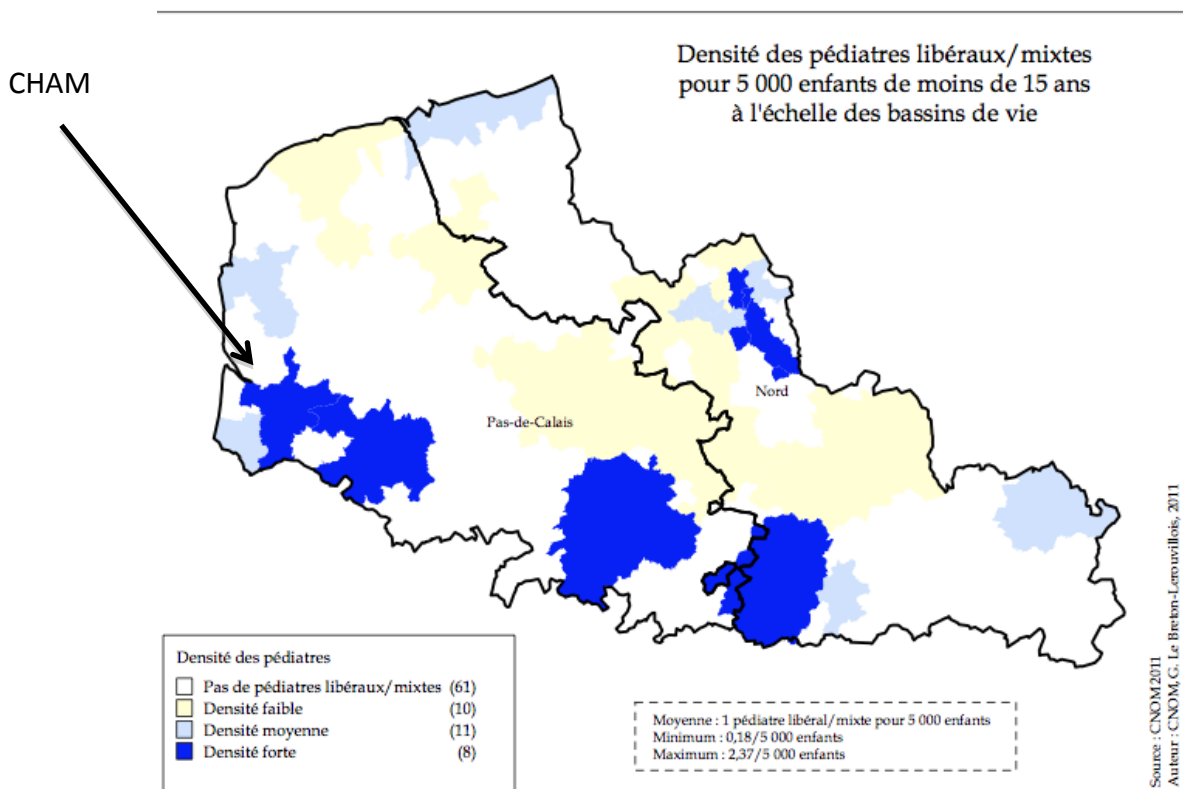 Densité des pédiatres libéraux/mixtes
pour 5 000 enfants de moins de 15 ans
à l'échelle des bassins de vie
CHAM
Nord
Pas-de-Calais
Densité des pédiatres
Pas de pédiatres libéraux/mixtes (61)
Densité faible (10)
Densité moyenne (11)
Densité forte (8)
Moyenne : 1 pédiatre libéral/mixte pour 5 000 enfants
Minimum : 0,18/5 000 enfants
Maximum : 2,37/5 000 enfants
Source : CNOM 2011
Auteur : CNOM, G. Le Breton-Lerouvillois, 2011